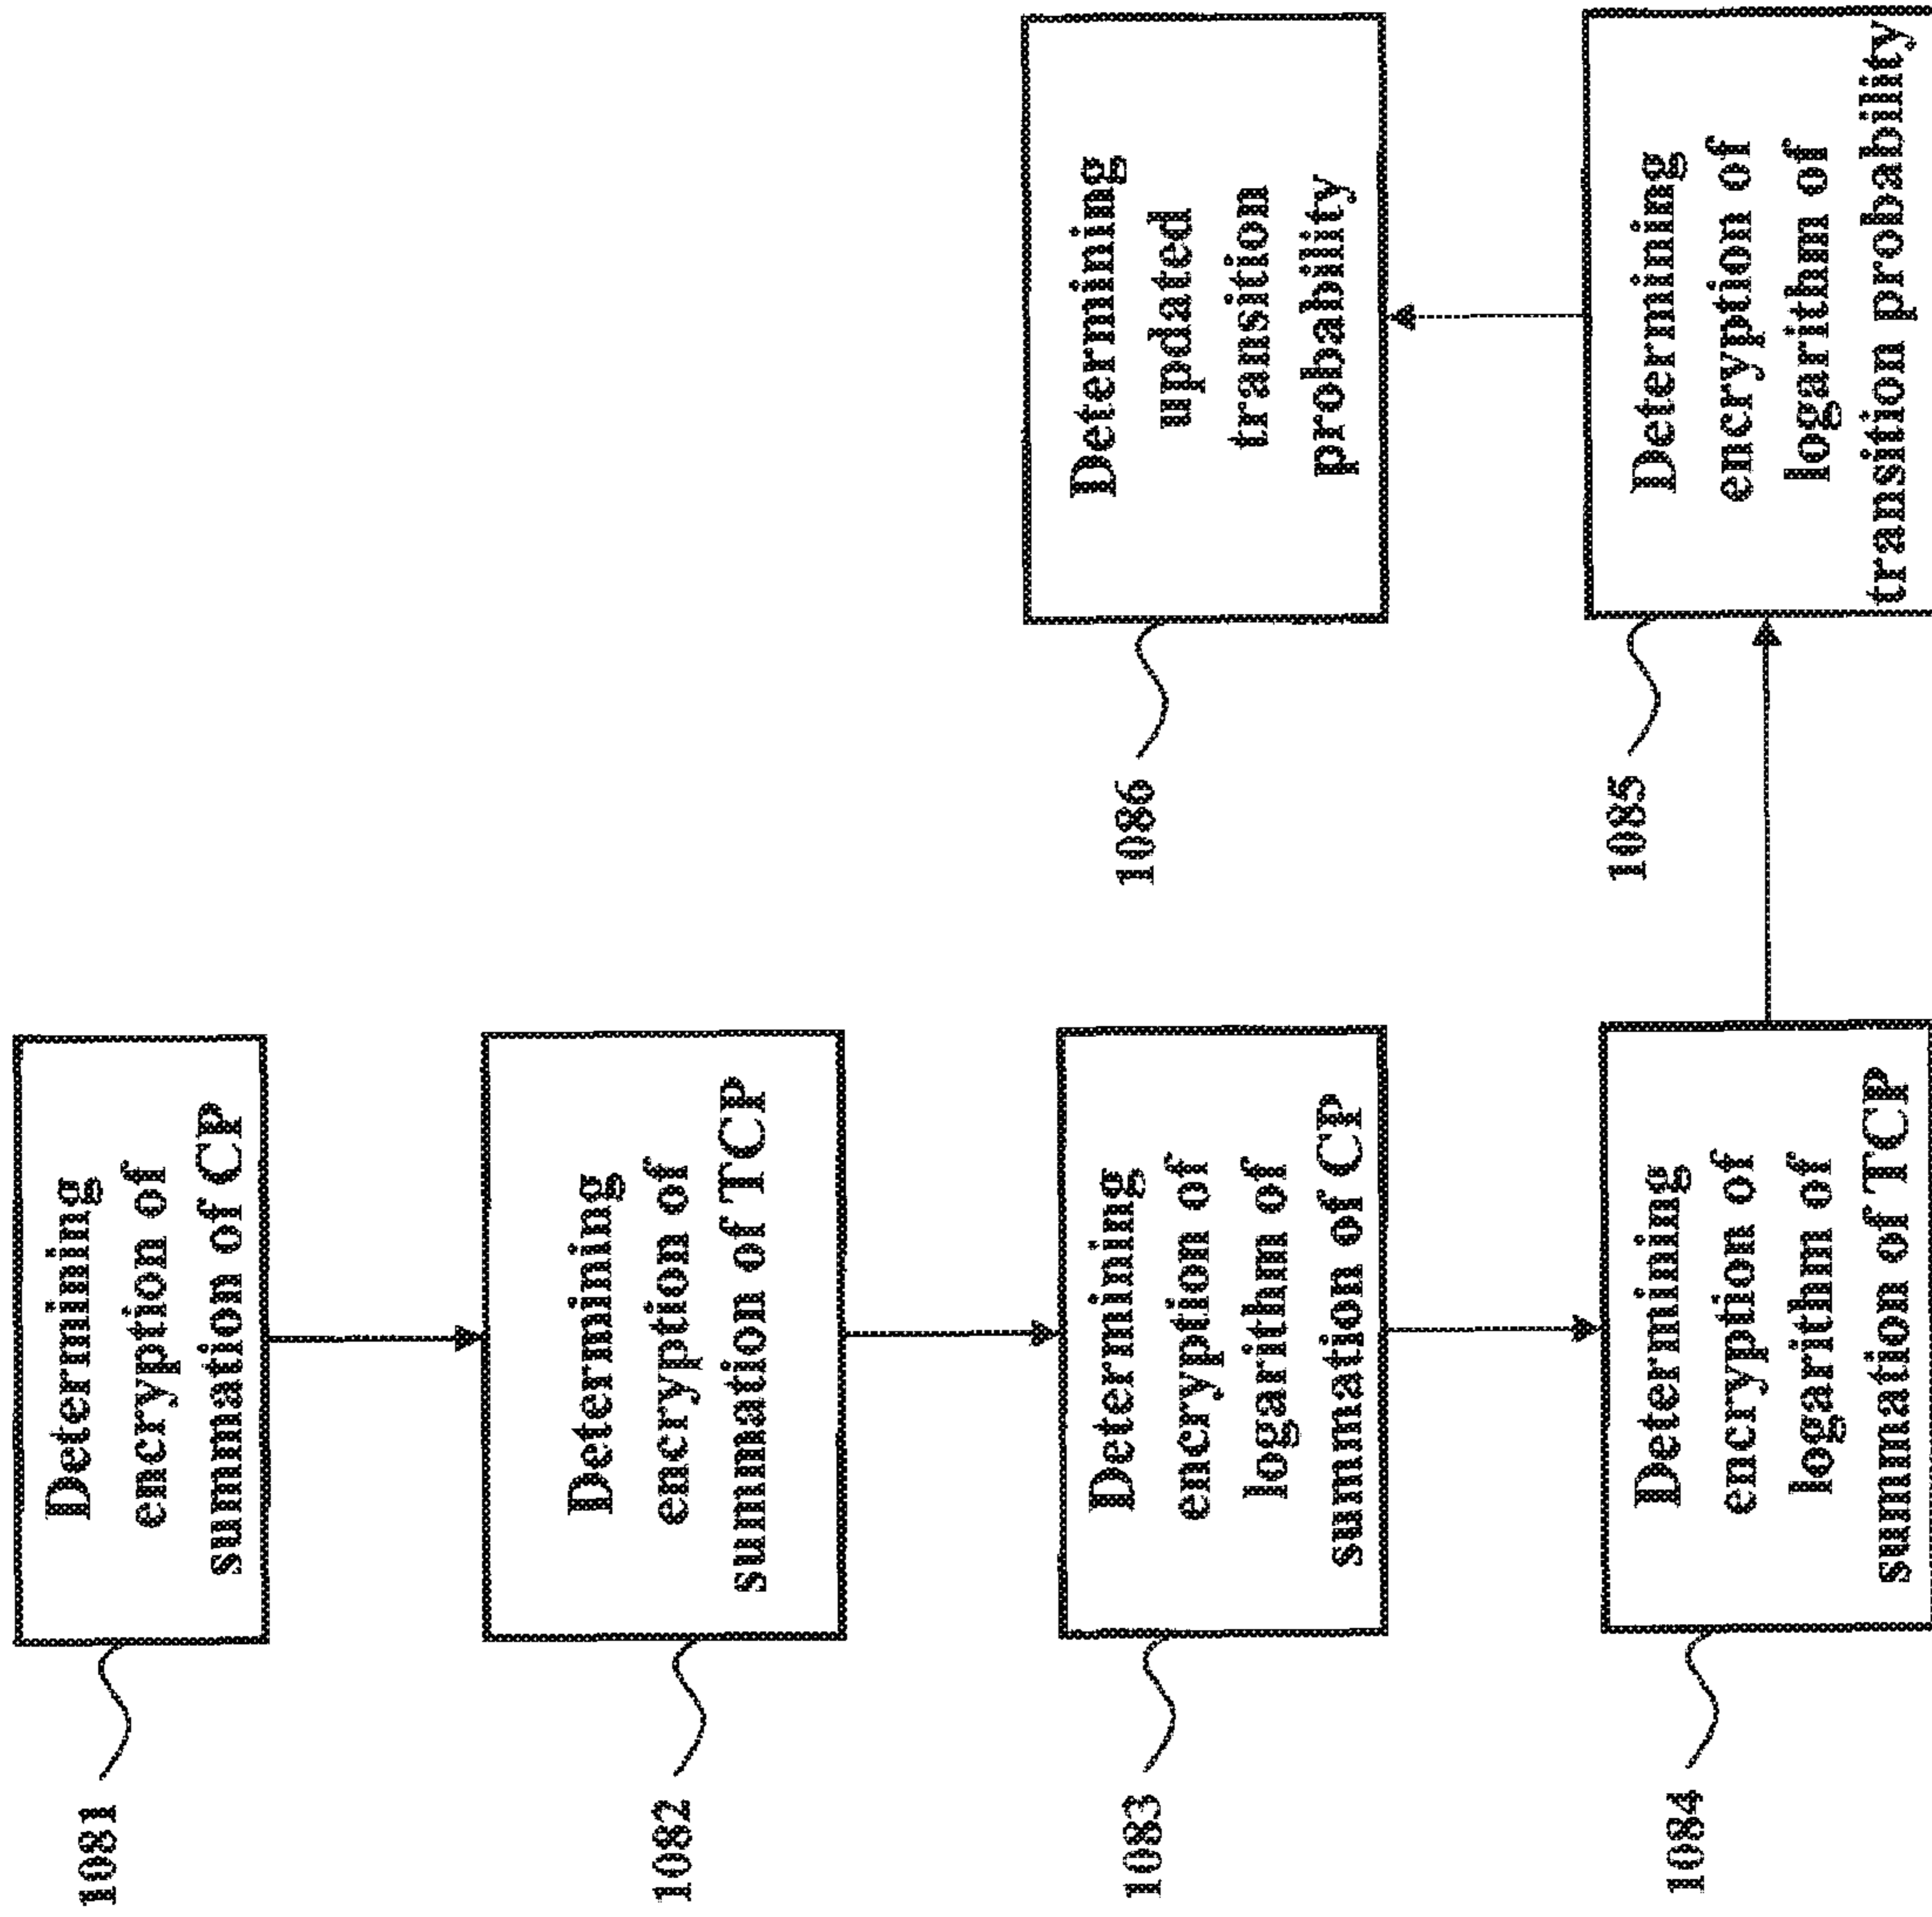 1081
Determining
encryption of
summation of CP
1082
Determining
encryption of
summation of TCP
1083
Determining
encryption of
logarithm of
summation of CP
1084
Determining
encryption of
logarithm of
summation of TCP
1085
Determining
encryption of
logarithm of
transition probability
1086
Determining
updated
transition
probability